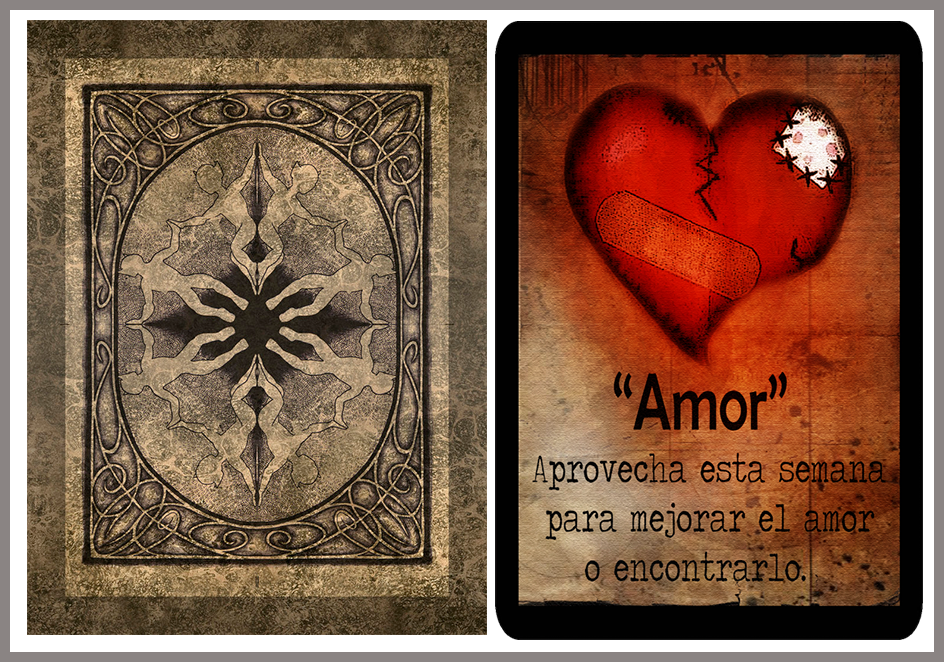 “Amor”
Aprovecha esta semana
para mejorar el amor
o encontrarlo.